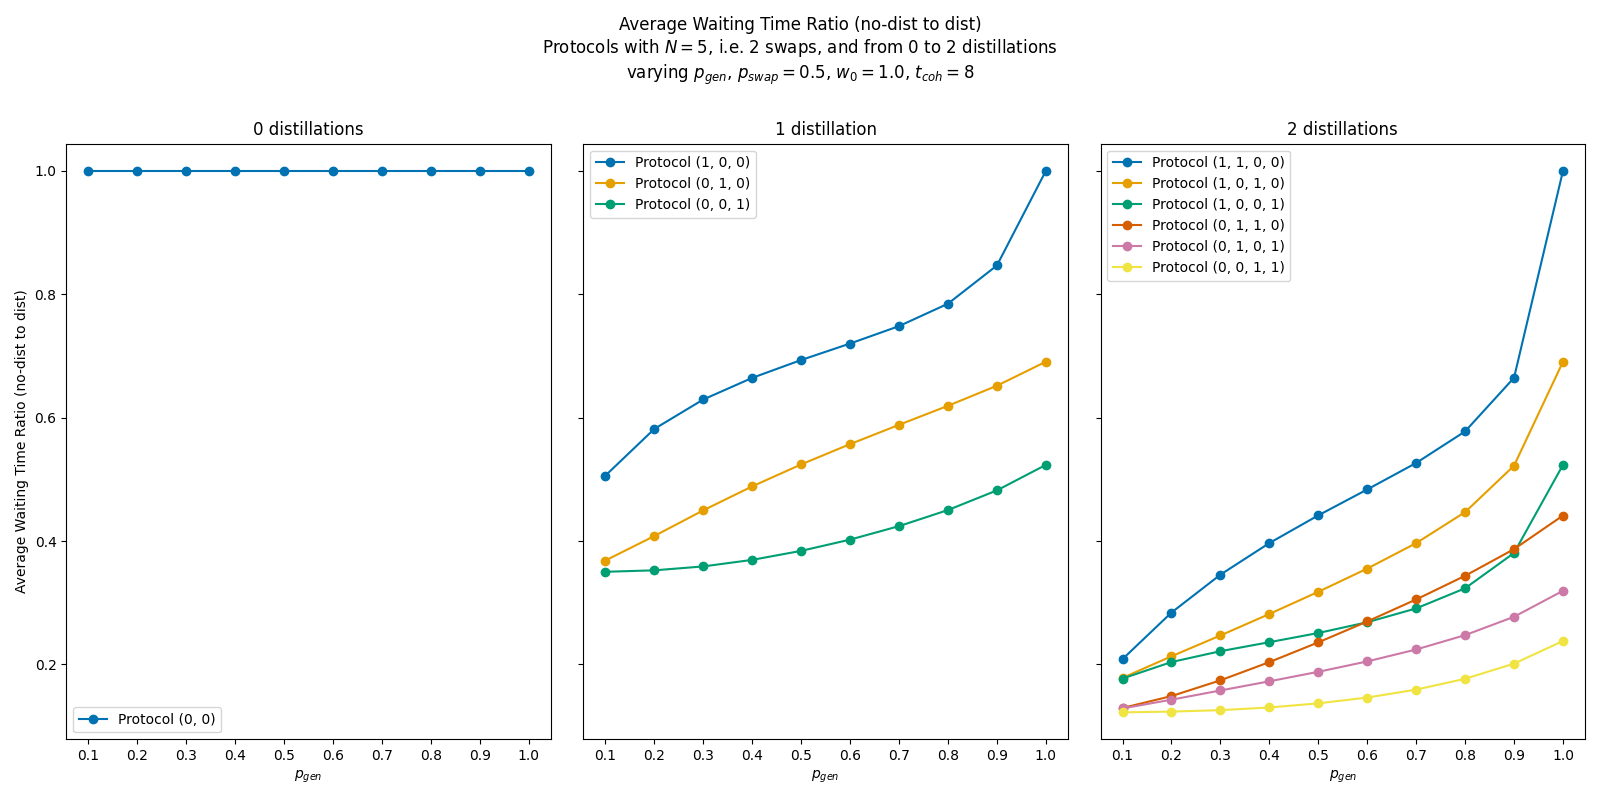 Average Waiting Time Ratio (no-dist to dist)
Protocols with N = 5, i.e. 2 swaps, and from 0 to 2 distillations
varying p_gen, p_swap = 0.5, w_0 = 1.0, t_coh = 8
0 distillations
1 distillation
2 distillations
Average Waiting Time Ratio (no-dist to dist)
1.0
0.8
0.6
0.4
0.2
Protocol (0, 0)
0.1 0.2 0.3 0.4 0.5 0.6 0.7 0.8 0.9 1.0
p_gen
Protocol (1, 0, 0)
Protocol (0, 1, 0)
Protocol (0, 0, 1)
0.1 0.2 0.3 0.4 0.5 0.6 0.7 0.8 0.9 1.0
p_gen
Protocol (1, 1, 0, 0)
Protocol (1, 0, 1, 0)
Protocol (1, 0, 0, 1)
Protocol (0, 1, 1, 0)
Protocol (0, 1, 0, 1)
Protocol (0, 0, 1, 1)
0.1 0.2 0.3 0.4 0.5 0.6 0.7 0.8 0.9 1.0
p_gen